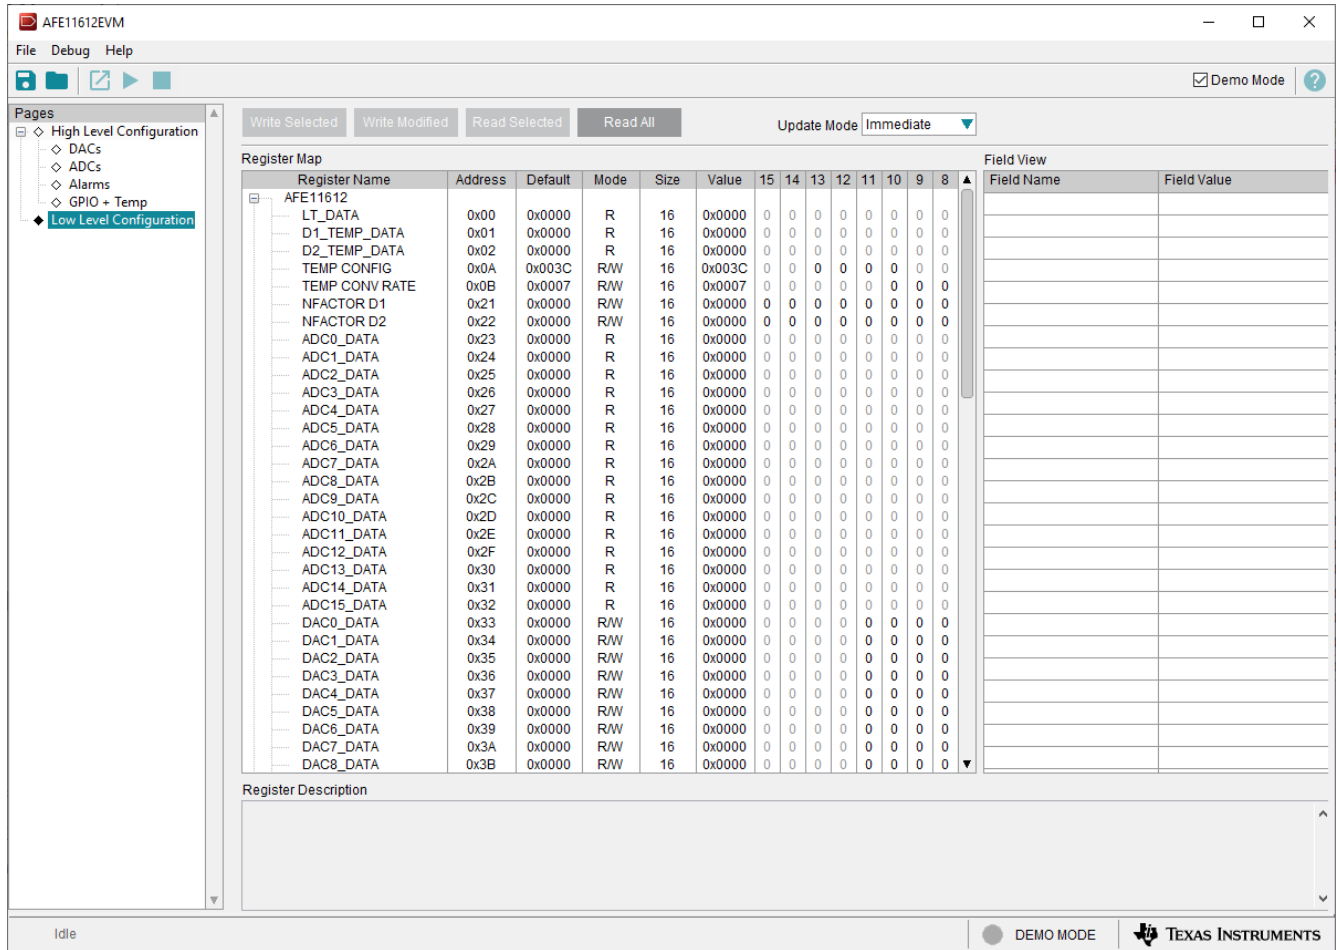 AFE11612EVM
File Debug Help
Demo Mode
Pages
High Level Configuration
DACs
ADCs
Alarms
GPIO + Temp
Low Level Configuration
Write Selected Write Modified Read Selected Read All
Update Mode Immediate
Register Map
Register Name Address Default Mode Size Value 15 14 13 12 11 10 9 8
AFE11612
LT_DATA 0x00 0x0000 R 16 0x0000 0 0 0 0 0 0 0 0
D1_TEMP_DATA 0x01 0x0000 R 16 0x0000 0 0 0 0 0 0 0 0
D2_TEMP_DATA 0x02 0x0000 R 16 0x0000 0 0 0 0 0 0 0 0
TEMP CONFIG 0x0A 0x003C R/W 16 0x003C 0 0 0 0 0 0 0 0
TEMP CONV RATE 0x0B 0x0007 R/W 16 0x0007 0 0 0 0 0 0 0 0
NFACTOR D1 0x21 0x0000 R/W 16 0x0000 0 0 0 0 0 0 0 0
NFACTOR D2 0x22 0x0000 R/W 16 0x0000 0 0 0 0 0 0 0 0
ADC0_DATA 0x23 0x0000 R 16 0x0000 0 0 0 0 0 0 0 0
ADC1_DATA 0x24 0x0000 R 16 0x0000 0 0 0 0 0 0 0 0
ADC2_DATA 0x25 0x0000 R 16 0x0000 0 0 0 0 0 0 0 0
ADC3_DATA 0x26 0x0000 R 16 0x0000 0 0 0 0 0 0 0 0
ADC4_DATA 0x27 0x0000 R 16 0x0000 0 0 0 0 0 0 0 0
ADC5_DATA 0x28 0x0000 R 16 0x0000 0 0 0 0 0 0 0 0
ADC6_DATA 0x29 0x0000 R 16 0x0000 0 0 0 0 0 0 0 0
ADC7_DATA 0x2A 0x0000 R 16 0x0000 0 0 0 0 0 0 0 0
ADC8_DATA 0x2B 0x0000 R 16 0x0000 0 0 0 0 0 0 0 0
ADC9_DATA 0x2C 0x0000 R 16 0x0000 0 0 0 0 0 0 0 0
ADC10_DATA 0x2D 0x0000 R 16 0x0000 0 0 0 0 0 0 0 0
ADC11_DATA 0x2E 0x0000 R 16 0x0000 0 0 0 0 0 0 0 0
ADC12_DATA 0x2F 0x0000 R 16 0x0000 0 0 0 0 0 0 0 0
ADC13_DATA 0x30 0x0000 R 16 0x0000 0 0 0 0 0 0 0 0
ADC14_DATA 0x31 0x0000 R 16 0x0000 0 0 0 0 0 0 0 0
ADC15_DATA 0x32 0x0000 R 16 0x0000 0 0 0 0 0 0 0 0
DAC0_DATA 0x33 0x0000 R/W 16 0x0000 0 0 0 0 0 0 0 0
DAC1_DATA 0x34 0x0000 R/W 16 0x0000 0 0 0 0 0 0 0 0
DAC2_DATA 0x35 0x0000 R/W 16 0x0000 0 0 0 0 0 0 0 0
DAC3_DATA 0x36 0x0000 R/W 16 0x0000 0 0 0 0 0 0 0 0
DAC4_DATA 0x37 0x0000 R/W 16 0x0000 0 0 0 0 0 0 0 0
DAC5_DATA 0x38 0x0000 R/W 16 0x0000 0 0 0 0 0 0 0 0
DAC6_DATA 0x39 0x0000 R/W 16 0x0000 0 0 0 0 0 0 0 0
DAC7_DATA 0x3A 0x0000 R/W 16 0x0000 0 0 0 0 0 0 0 0
DAC8_DATA 0x3B 0x0000 R/W 16 0x0000 0 0 0 0 0 0 0 0
Field View
Field Name Field Value
Register Description
Idle
DEMO MODE
TEXAS INSTRUMENTS